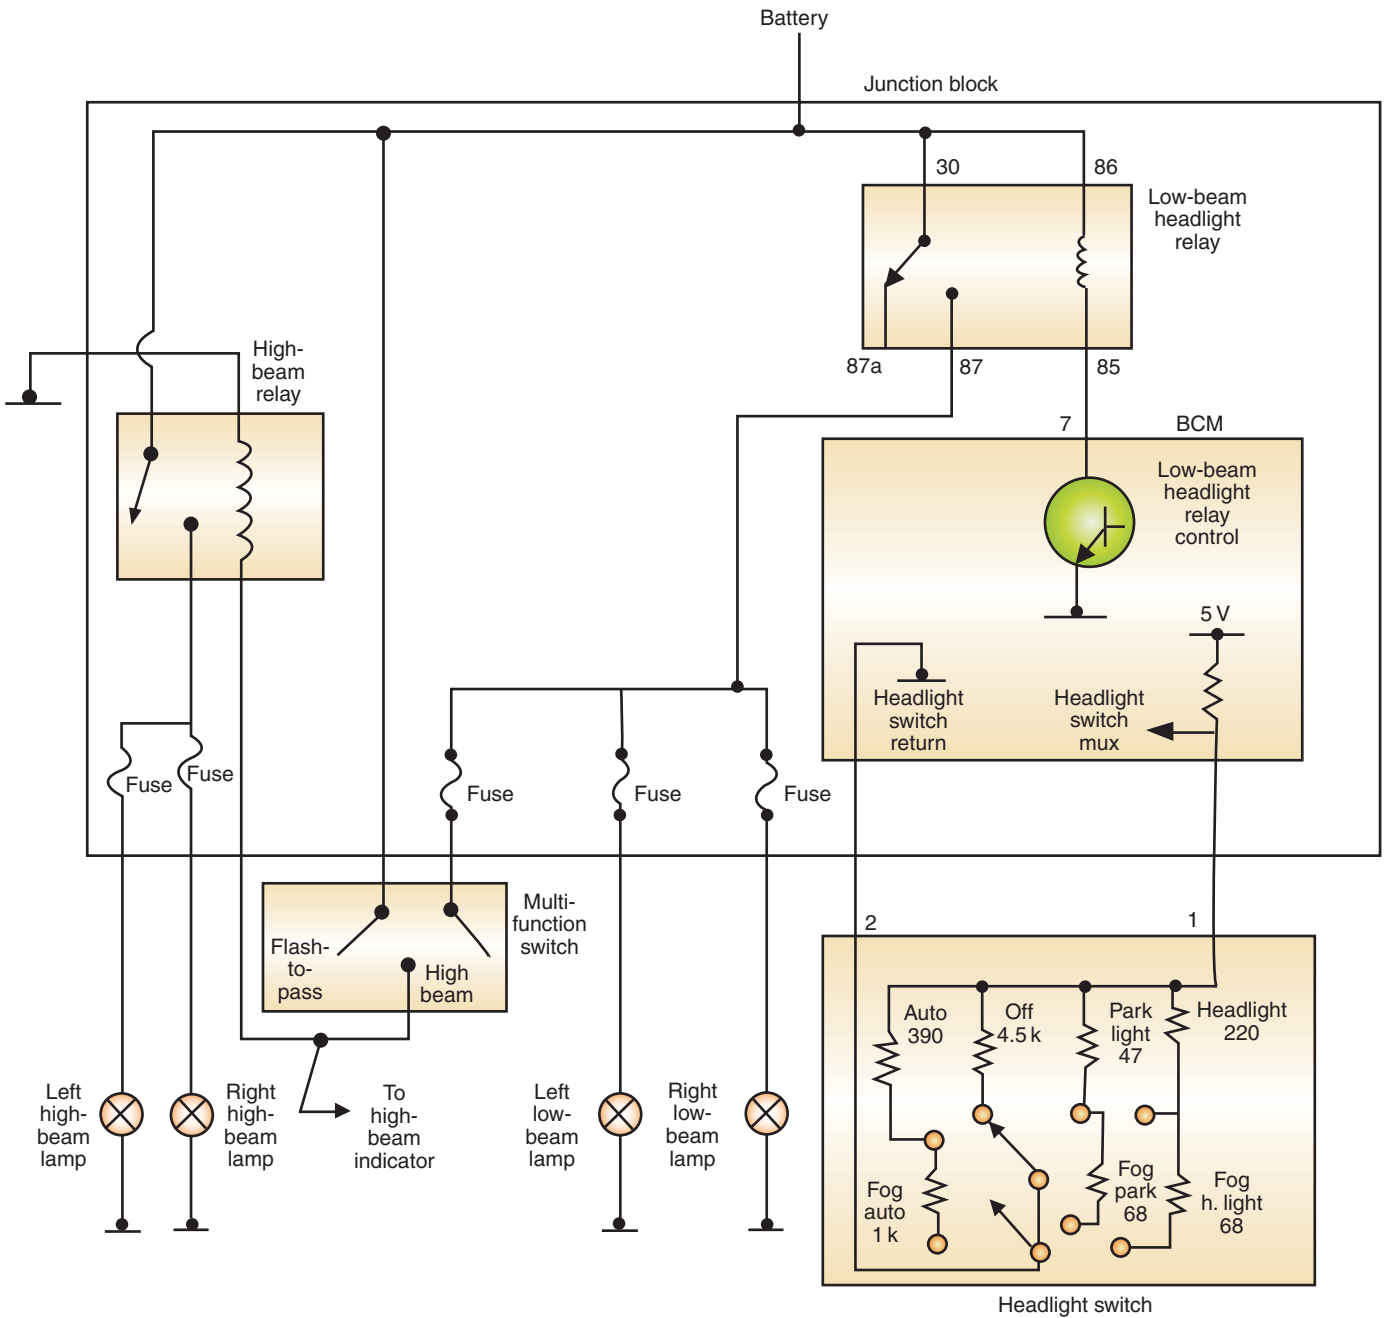 Battery
Junction block
30
86
Low-beam
headlight
relay
87a
87
85
High-
beam
relay
7
BCM
Low-beam
headlight
relay
control
5 V
Headlight
switch
return
Headlight
switch
mux
Fuse
Fuse
Fuse
Fuse
Fuse
Multi-
function
switch
Flash-
to-
pass
High
beam
2
1
Auto
390
Off
4.5 k
Park
light
47
Headlight
220
Left
high-
beam
lamp
Right
high-
beam
lamp
To
high-
beam
indicator
Left
low-
beam
lamp
Right
low-
beam
lamp
Fog
auto
1 k
Fog
park
68
Fog
h. light
68
Headlight switch